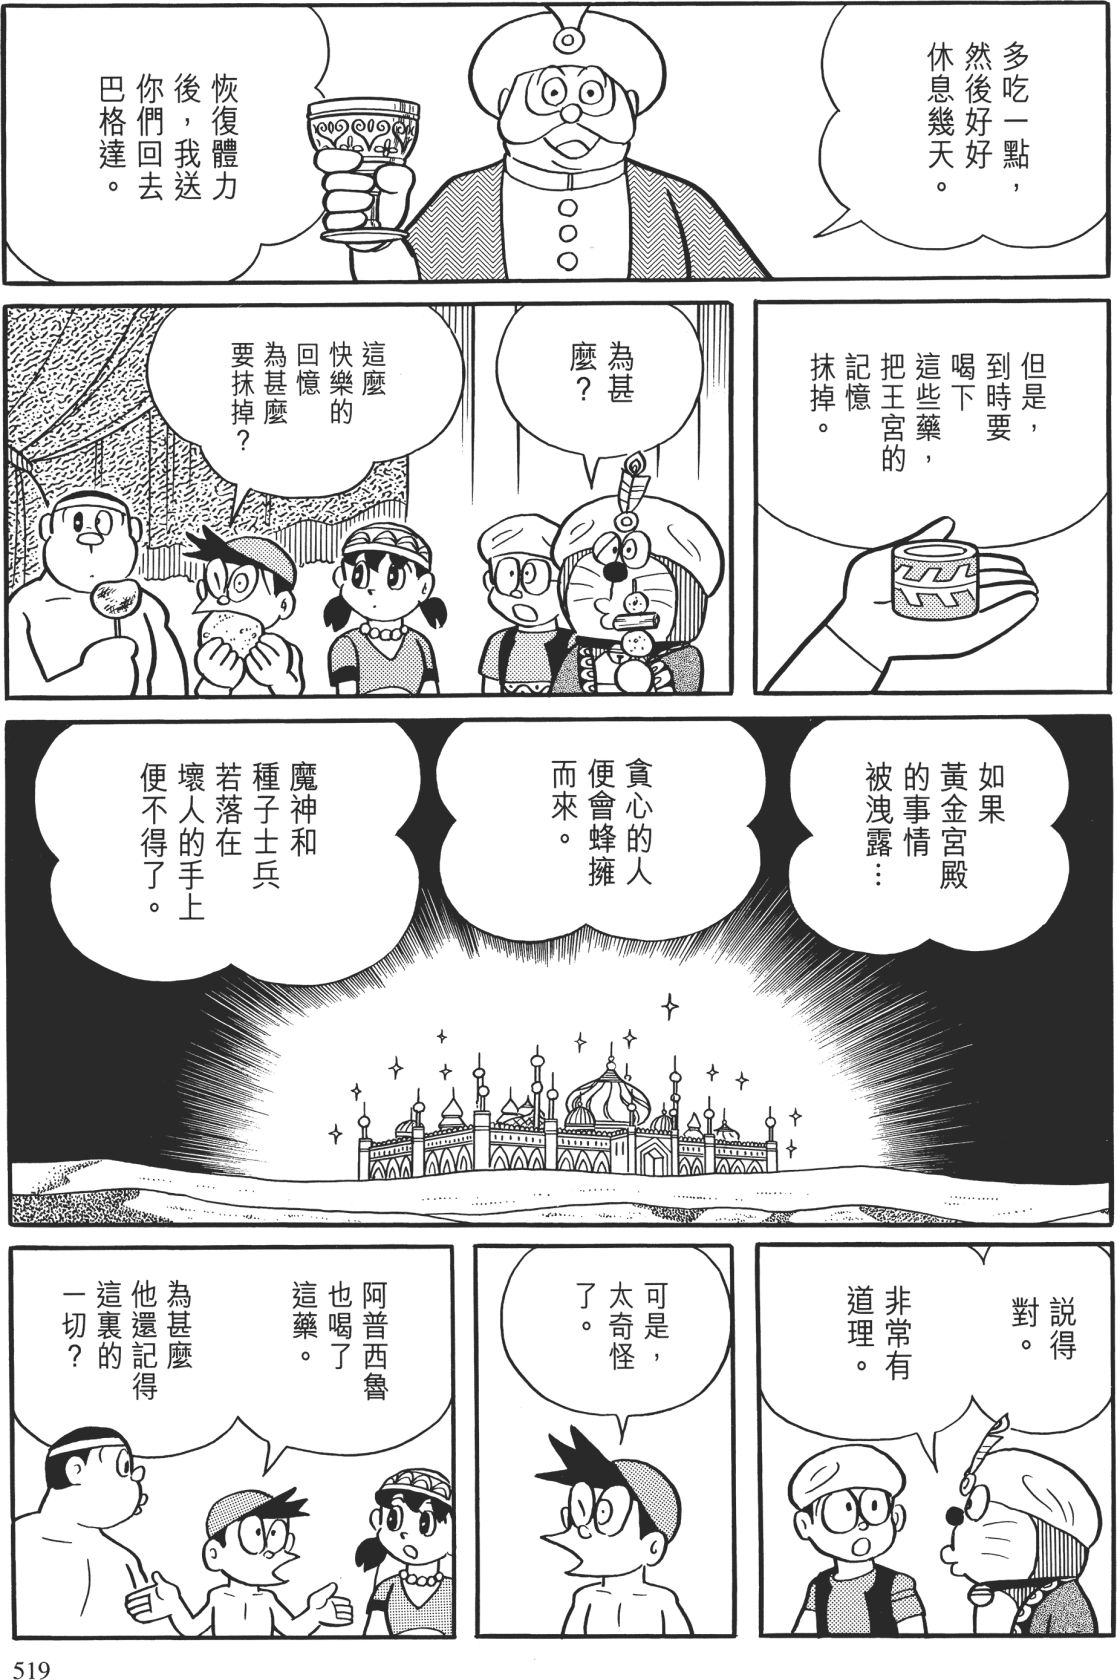 多吃一點，
然後好好
休息幾天。
恢復體力
後，我送
你們回去
巴格達。
但是，
到時要
喝下
這些藥，
把王宮的
記憶
抹掉。
為甚
麼？
這麼
快樂的
回憶
為甚麼
要抹掉？
如果
黃金宮殿
的事情
被洩露…
貪心的人
便會蜂擁
而來。
魔神和
種子士兵
若落在
壞人的手上
便不得了。
說得
對。
非常有
道理。
可是，
太奇怪
了。
阿普西魯
也喝了
這藥。
為甚麼
他還記得
這裏的
一切？
519